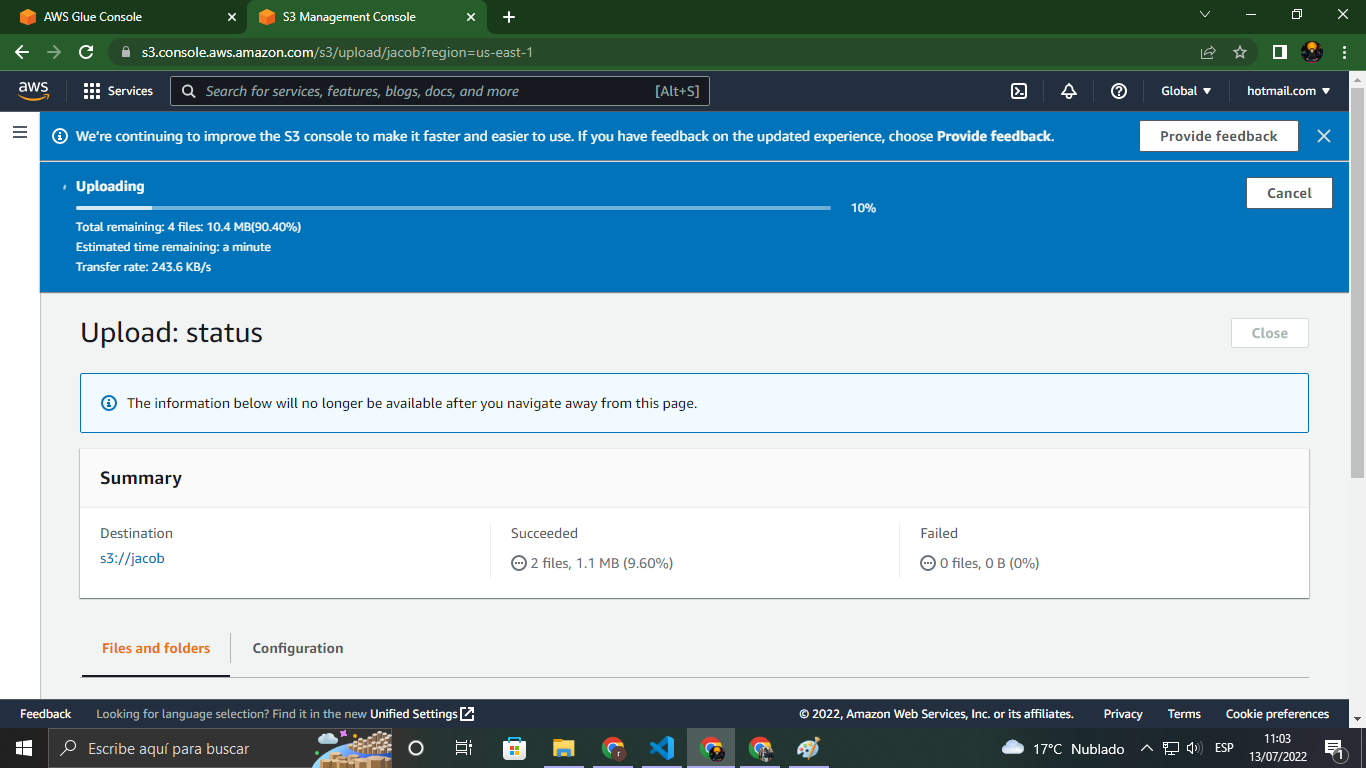 AWS Glue Console
S3 Management Console
s3.console.aws.amazon.com/s3/upload/jacob?region=us-east-1
aws
Services
Search for services, features, blogs, docs, and more
[Alt+S]
Global
hotmail.com
We're continuing to improve the S3 console to make it faster and easier to use. If you have feedback on the updated experience, choose Provide feedback.
Provide feedback
Uploading
Cancel
10%
Total remaining: 4 files: 10.4 MB(90.40%)
Estimated time remaining: a minute
Transfer rate: 243.6 KB/s
Upload: status
Close
The information below will no longer be available after you navigate away from this page.
Summary
Destination
s3://jacob
Succeeded
2 files, 1.1 MB (9.60%)
Failed
0 files, 0 B (0%)
Files and folders
Configuration
Feedback
Looking for language selection? Find it in the new Unified Settings
© 2022, Amazon Web Services, Inc. or its affiliates.
Privacy
Terms
Cookie preferences
Escribe aquí para buscar
17°C Nublado
ESP
11:03
13/07/2022
1